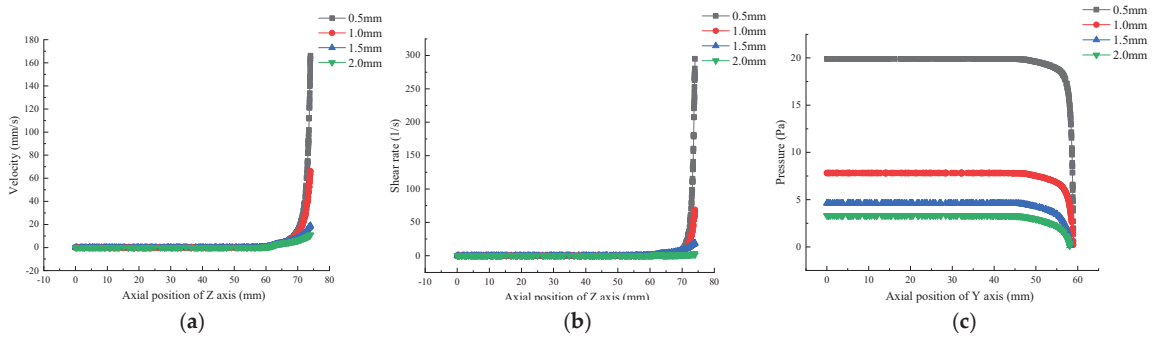 0.5mm
1.0mm
1.5mm
2.0mm
180
160
140
120
100
80
60
40
20
0
-20
Velocity (mm/s)
-10 0 10 20 30 40 50 60 70 80
Axial position of Z axis (mm)
(a)
0.5mm
1.0mm
1.5mm
2.0mm
300
250
200
150
100
50
0
Shear rate (1/s)
-10 0 10 20 30 40 50 60 70 80
Axial position of Z axis (mm)
(b)
0.5mm
1.0mm
1.5mm
2.0mm
20
15
10
5
0
Pressure (Pa)
0 10 20 30 40 50 60
Axial position of Y axis (mm)
(c)